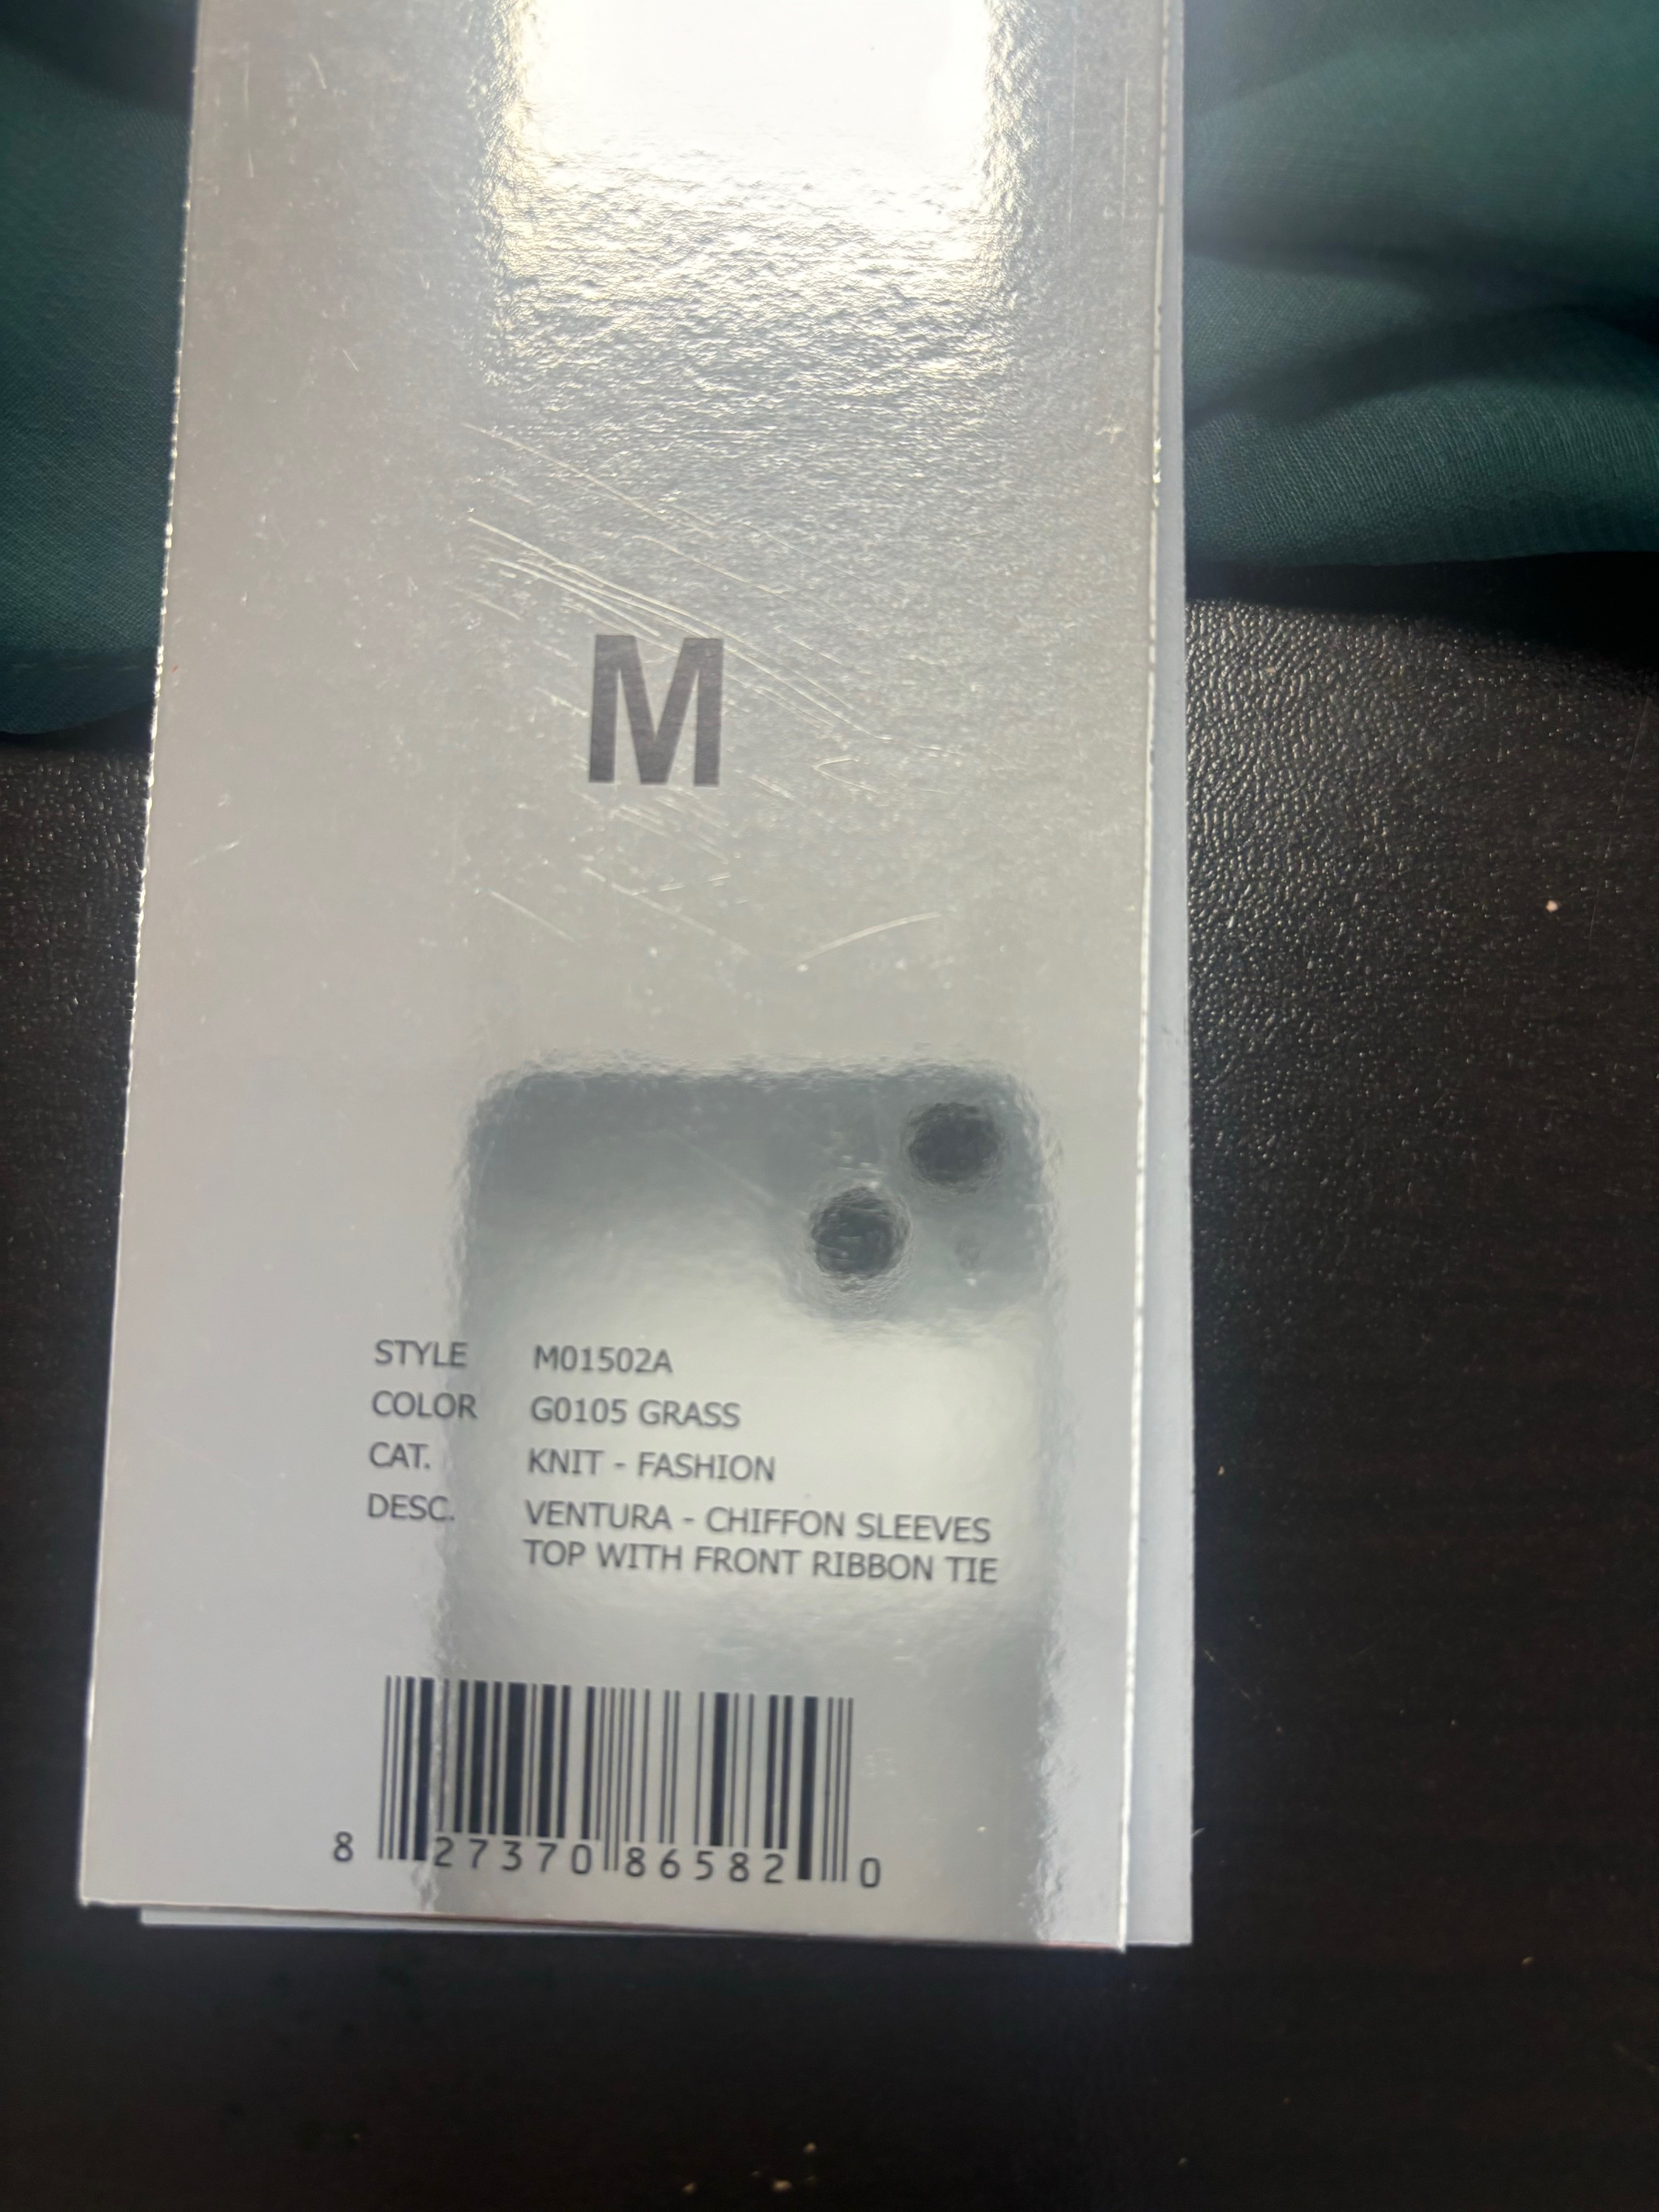 M
STYLE M01502A
COLOR G0105 GRASS
CAT. KNIT - FASHION
DESC. VENTURA - CHIFFON SLEEVES
TOP WITH FRONT RIBBON TIE
8 27370 86582 0